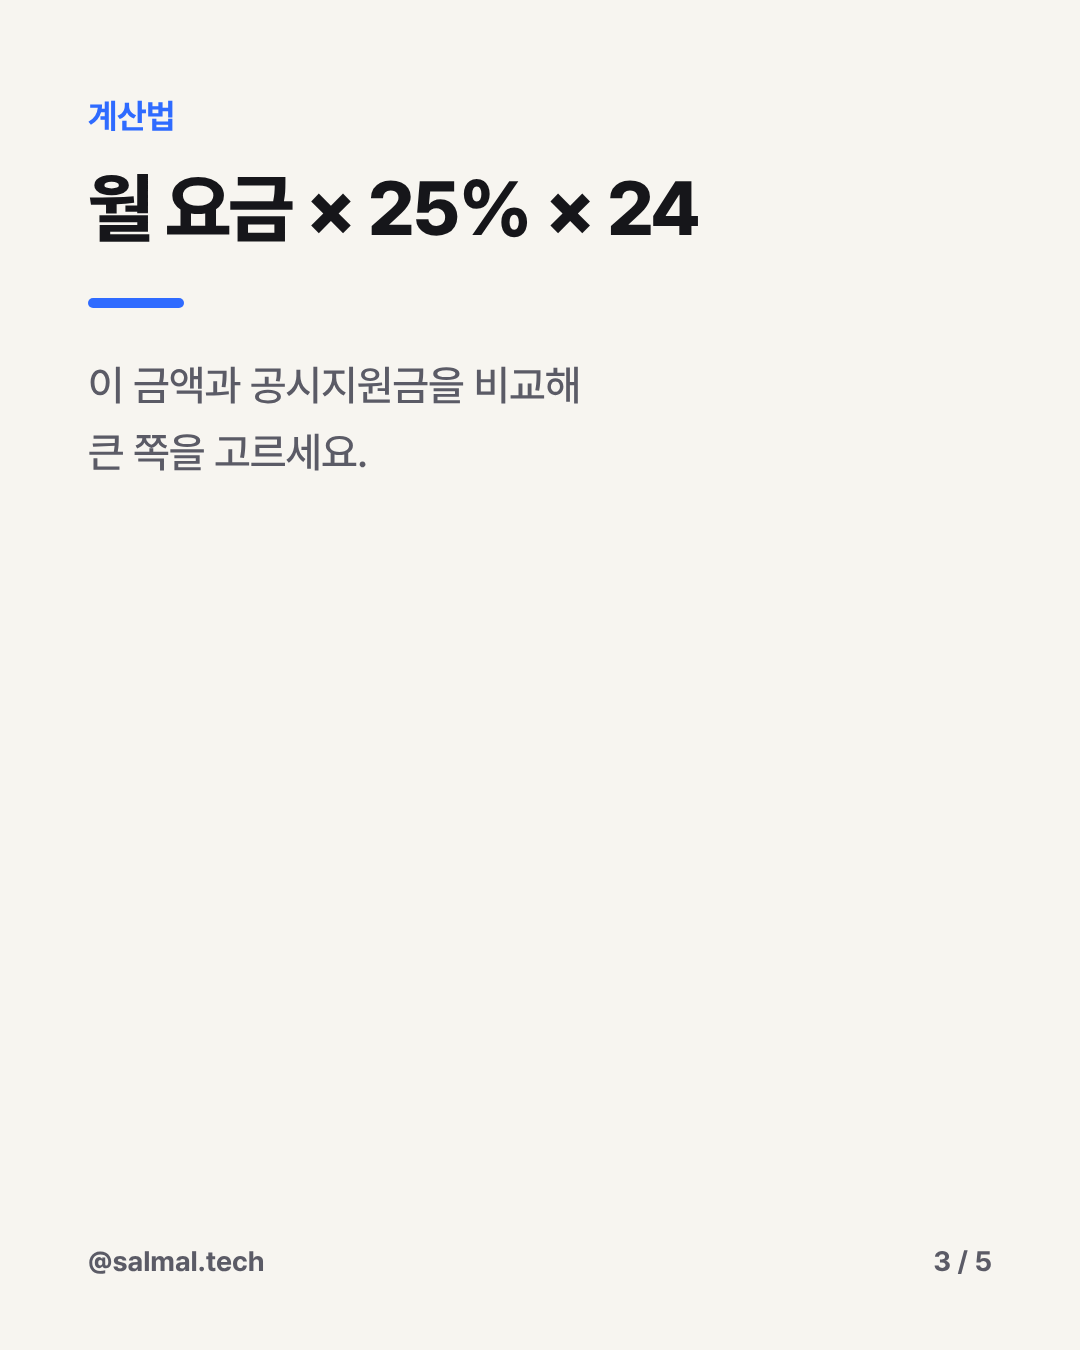 계산법
월 요금 × 25% × 24
이 금액과 공시지원금을 비교해
큰 쪽을 고르세요.
@salmal.tech
3 / 5